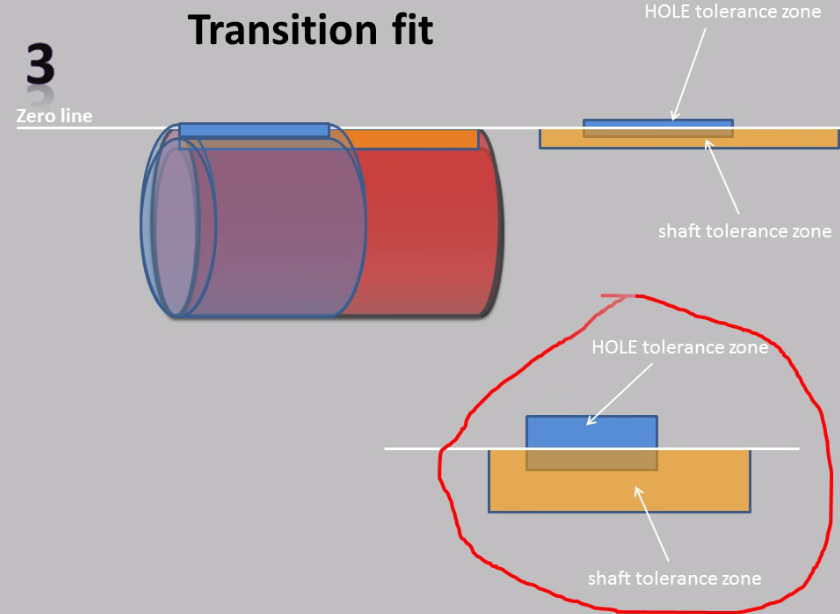 Transition fit
HOLE tolerance zone
3
Zero line
shaft tolerance zone
HOLE tolerance zone
shaft tolerance zone